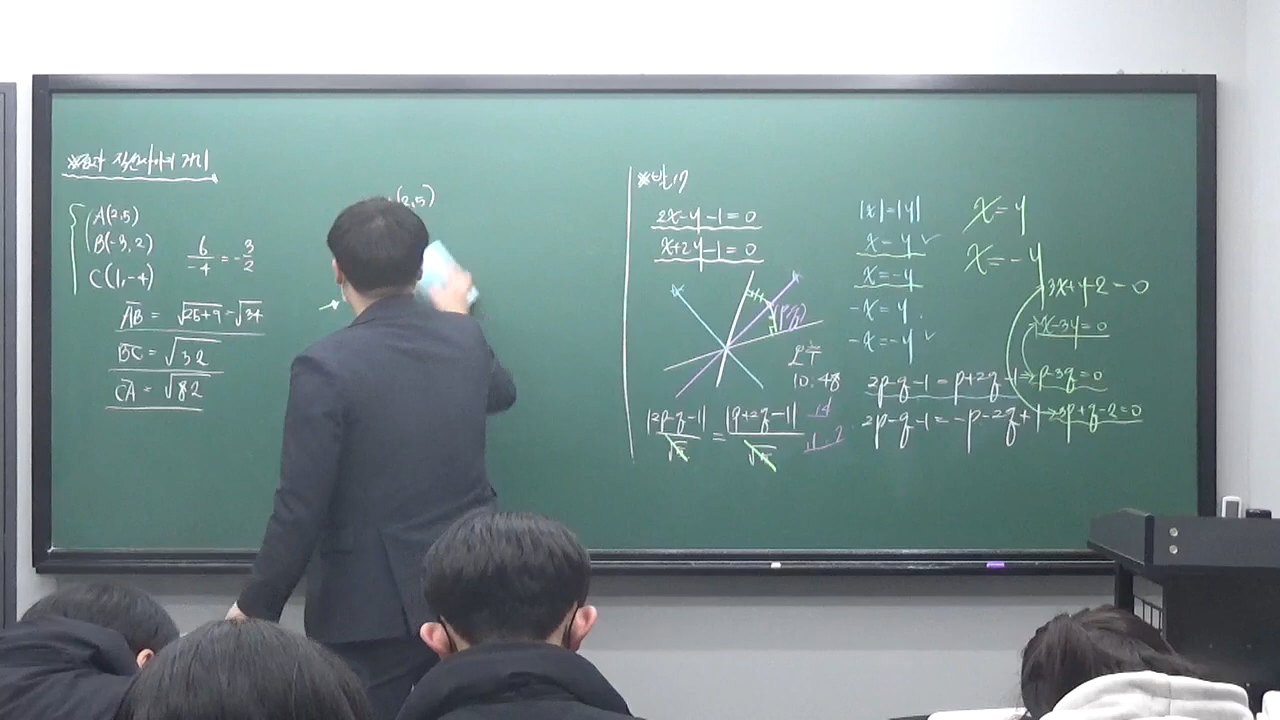 ※점과 직선사이의 거리
A(2,5)
B(-3,2)
C(1,-4)
6/-4 = -3/2
AB = √25+9 = √34
BC = √32
CA = √82
(2,5)
2x-y-1=0
x+2y-1=0
(p,q)
10.48
|2p-q-1|/√5 = |p+2q-1|/√5
|x|=|y|
x=y ✓
x=-y
-x=y
-x=-y ✓
x=y
x=-y
3x+y-2=0
x-3y=0
2p-q-1=p+2q-1 → p-3q=0
2p-q-1=-p-2q+1 → 3p+q-2=0